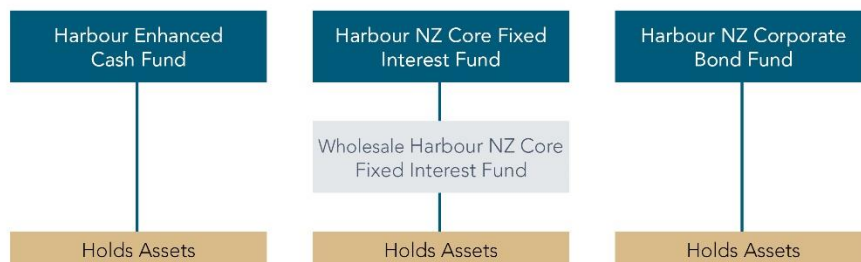 Harbour Enhanced
Cash Fund
Harbour NZ Core Fixed
Interest Fund
Harbour NZ Corporate
Bond Fund
Wholesale Harbour NZ Core
Fixed Interest Fund
Holds Assets
Holds Assets
Holds Assets